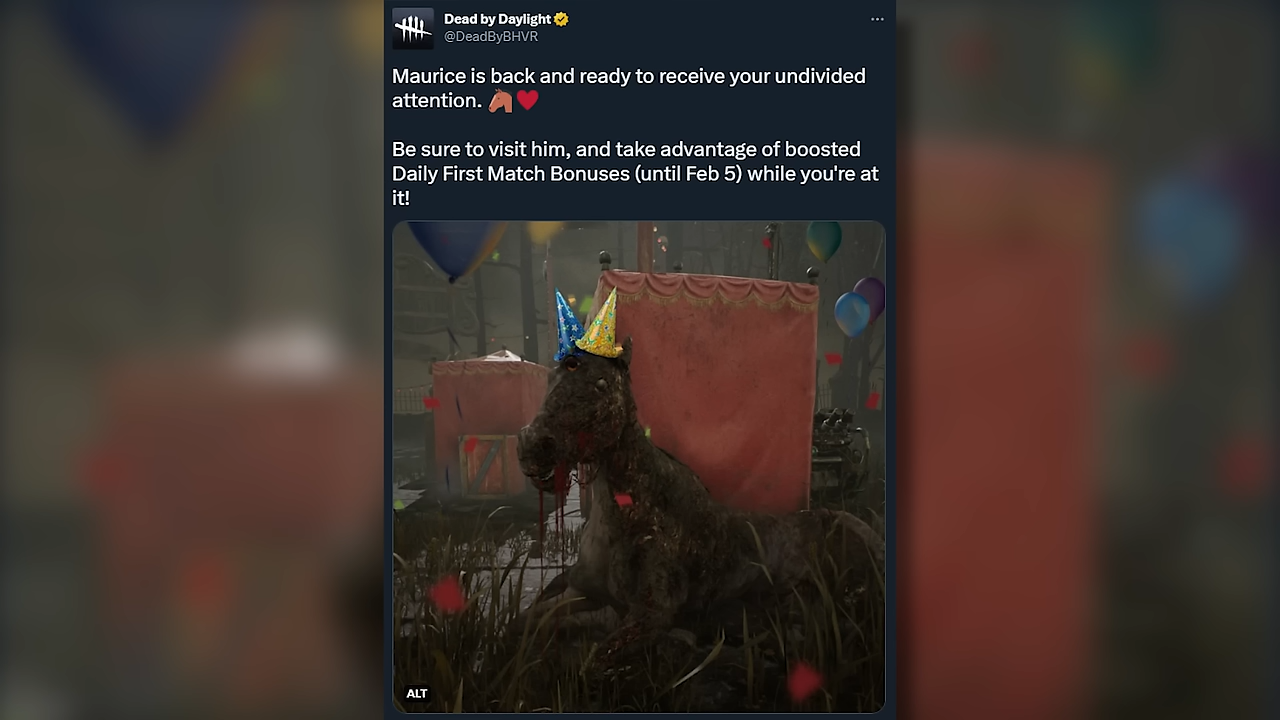 Dead by Daylight
@DeadByBHVR
Maurice is back and ready to receive your undivided
attention. 🐴♥️
Be sure to visit him, and take advantage of boosted
Daily First Match Bonuses (until Feb 5) while you're at
it!
ALT